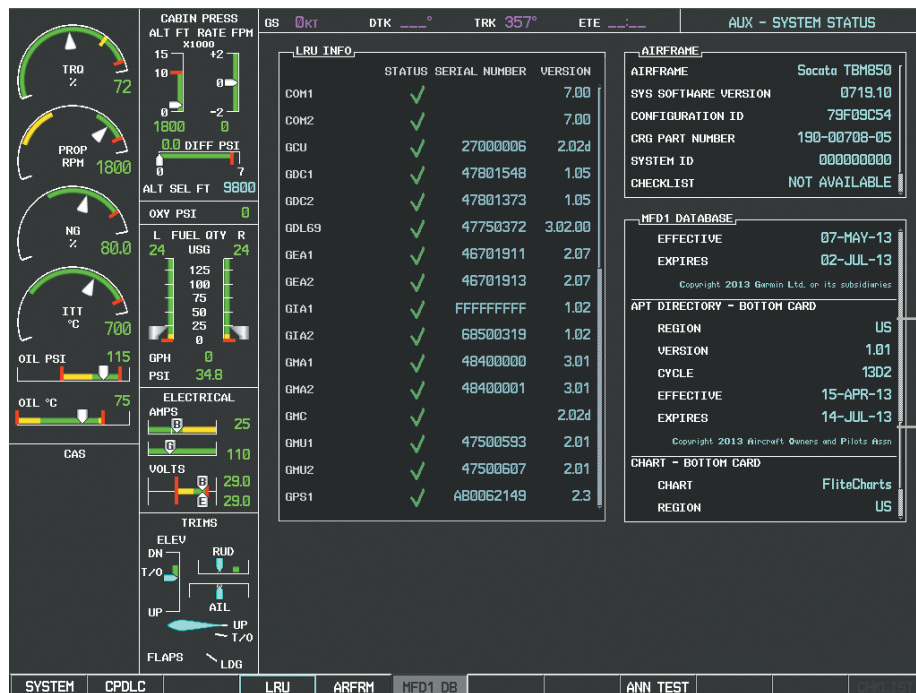 CABIN PRESS
ALT FT RATE FPM
X1000
15 +2
10
0
0 -2
1800 0
0.0 DIFF PSI
0 7
ALT SEL FT 9800
OXY PSI 0
L FUEL QTY R
24 USG 24
125
100
75
50
25
0
GPH 0
PSI 34.8
ELECTRICAL
AMPS
B 25
G 110
VOLTS
B 29.0
E 29.0
TRIMS
ELEV
DN RUD
T/O
AIL
UP
UP
T/O
FLAPS LDG
TRQ
%
72
PROP
RPM
1800
NG
%
80.0
ITT
°C
700
OIL PSI 115
OIL °C 75
CAS
GS 0KT DTK ___° TRK 357° ETE __:__ AUX – SYSTEM STATUS
LRU INFO
STATUS SERIAL NUMBER VERSION
COM1 7.00
COM2 7.00
GCU 27000006 2.02d
GDC1 47801548 1.05
GDC2 47801373 1.05
GDL69 47750372 3.02.00
GEA1 46701911 2.07
GEA2 46701913 2.07
GIA1 FFFFFFFFF 1.02
GIA2 68500319 1.02
GMA1 48400000 3.01
GMA2 48400001 3.01
GMC 2.02d
GMU1 47500593 2.01
GMU2 47500607 2.01
GPS1 AB0062149 2.3
AIRFRAME
AIRFRAME Socata TBM850
SYS SOFTWARE VERSION 0719.10
CONFIGURATION ID 79F09C54
CRG PART NUMBER 190-00708-05
SYSTEM ID 000000000
CHECKLIST NOT AVAILABLE
MFD1 DATABASE
EFFECTIVE 07-MAY-13
EXPIRES 02-JUL-13
Copyright 2013 Garmin Ltd. or its subsidiaries
APT DIRECTORY – BOTTOM CARD
REGION US
VERSION 1.01
CYCLE 13D2
EFFECTIVE 15-APR-13
EXPIRES 14-JUL-13
Copyright 2013 Aircraft Owners and Pilots Assn
CHART – BOTTOM CARD
CHART FliteCharts
REGION US
SYSTEM CPDLC LRU ARFRM MFD1 DB ANN TEST CHKLIST